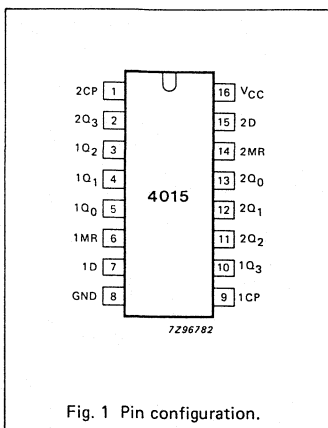 2CP 1 16 VCC
2Q3 2 15 2D
1Q2 3 14 2MR
1Q1 4 13 2Q0
4015
1Q0 5 12 2Q1
1MR 6 11 2Q2
1D 7 10 1Q3
GND 8 9 1CP
7Z96782
Fig. 1 Pin configuration.